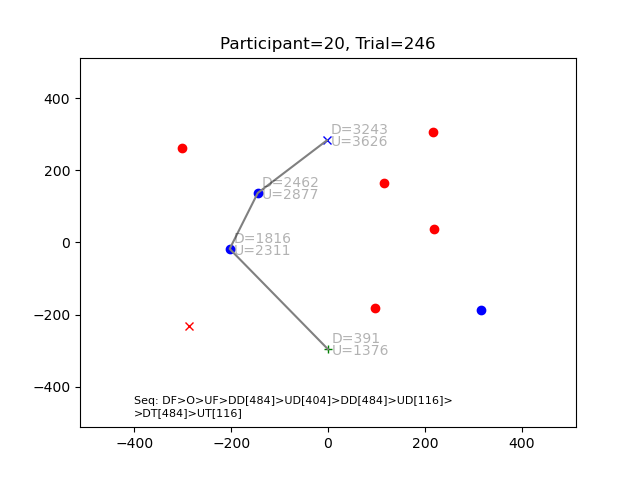 Participant=20, Trial=246
D=3243
U=3626
D=2462
U=2877
D=1816
U=2311
D=391
U=1376
400
200
0
−200
−400
Seq: DF>O>UF>DD[484]>UD[404]>DD[484]>UD[116]>
>DT[484]>UT[116]
−400
−200
0
200
400